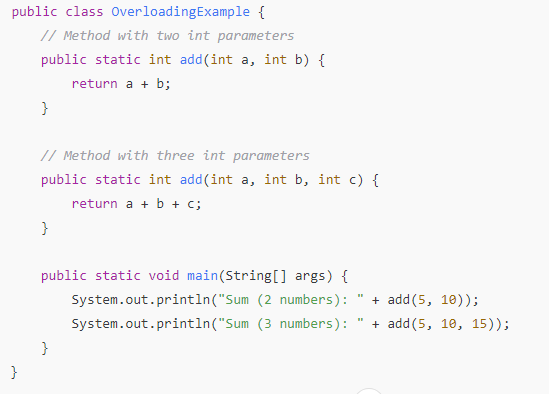 public class OverloadingExample {
    // Method with two int parameters
    public static int add(int a, int b) {
        return a + b;
    }

    // Method with three int parameters
    public static int add(int a, int b, int c) {
        return a + b + c;
    }

    public static void main(String[] args) {
        System.out.println("Sum (2 numbers): " + add(5, 10));
        System.out.println("Sum (3 numbers): " + add(5, 10, 15));
    }
}